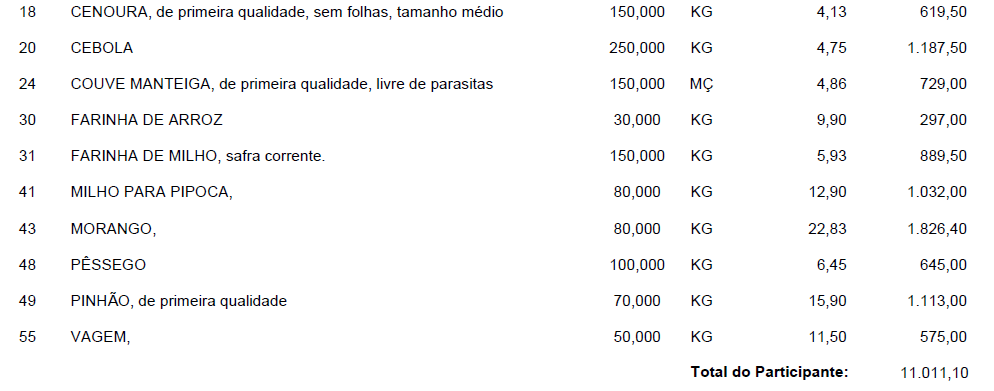 18 CENOURA, de primeira qualidade, sem folhas, tamanho médio 150,000 KG 4,13 619,50
20 CEBOLA 250,000 KG 4,75 1.187,50
24 COUVE MANTEIGA, de primeira qualidade, livre de parasitas 150,000 MÇ 4,86 729,00
30 FARINHA DE ARROZ 30,000 KG 9,90 297,00
31 FARINHA DE MILHO, safra corrente. 150,000 KG 5,93 889,50
41 MILHO PARA PIPOCA, 80,000 KG 12,90 1.032,00
43 MORANGO, 80,000 KG 22,83 1.826,40
48 PÊSSEGO 100,000 KG 6,45 645,00
49 PINHÃO, de primeira qualidade 70,000 KG 15,90 1.113,00
55 VAGEM, 50,000 KG 11,50 575,00
Total do Participante: 11.011,10